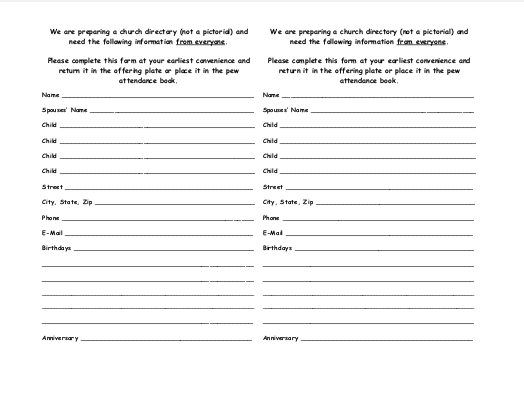 We are preparing a church directory (not a pictorial) and
need the following information from everyone.
Please complete this form at your earliest convenience and
return it in the offering plate or place it in the pew
attendance book.
Name
Spouses' Name
Child
Child
Child
Child
Street
City, State, Zip
Phone
E-Mail
Birthdays
Anniversary
We are preparing a church directory (not a pictorial) and
need the following information from everyone.
Please complete this form at your earliest convenience and
return it in the offering plate or place it in the pew
attendance book.
Name
Spouses' Name
Child
Child
Child
Child
Street
City, State, Zip
Phone
E-Mail
Birthdays
Anniversary